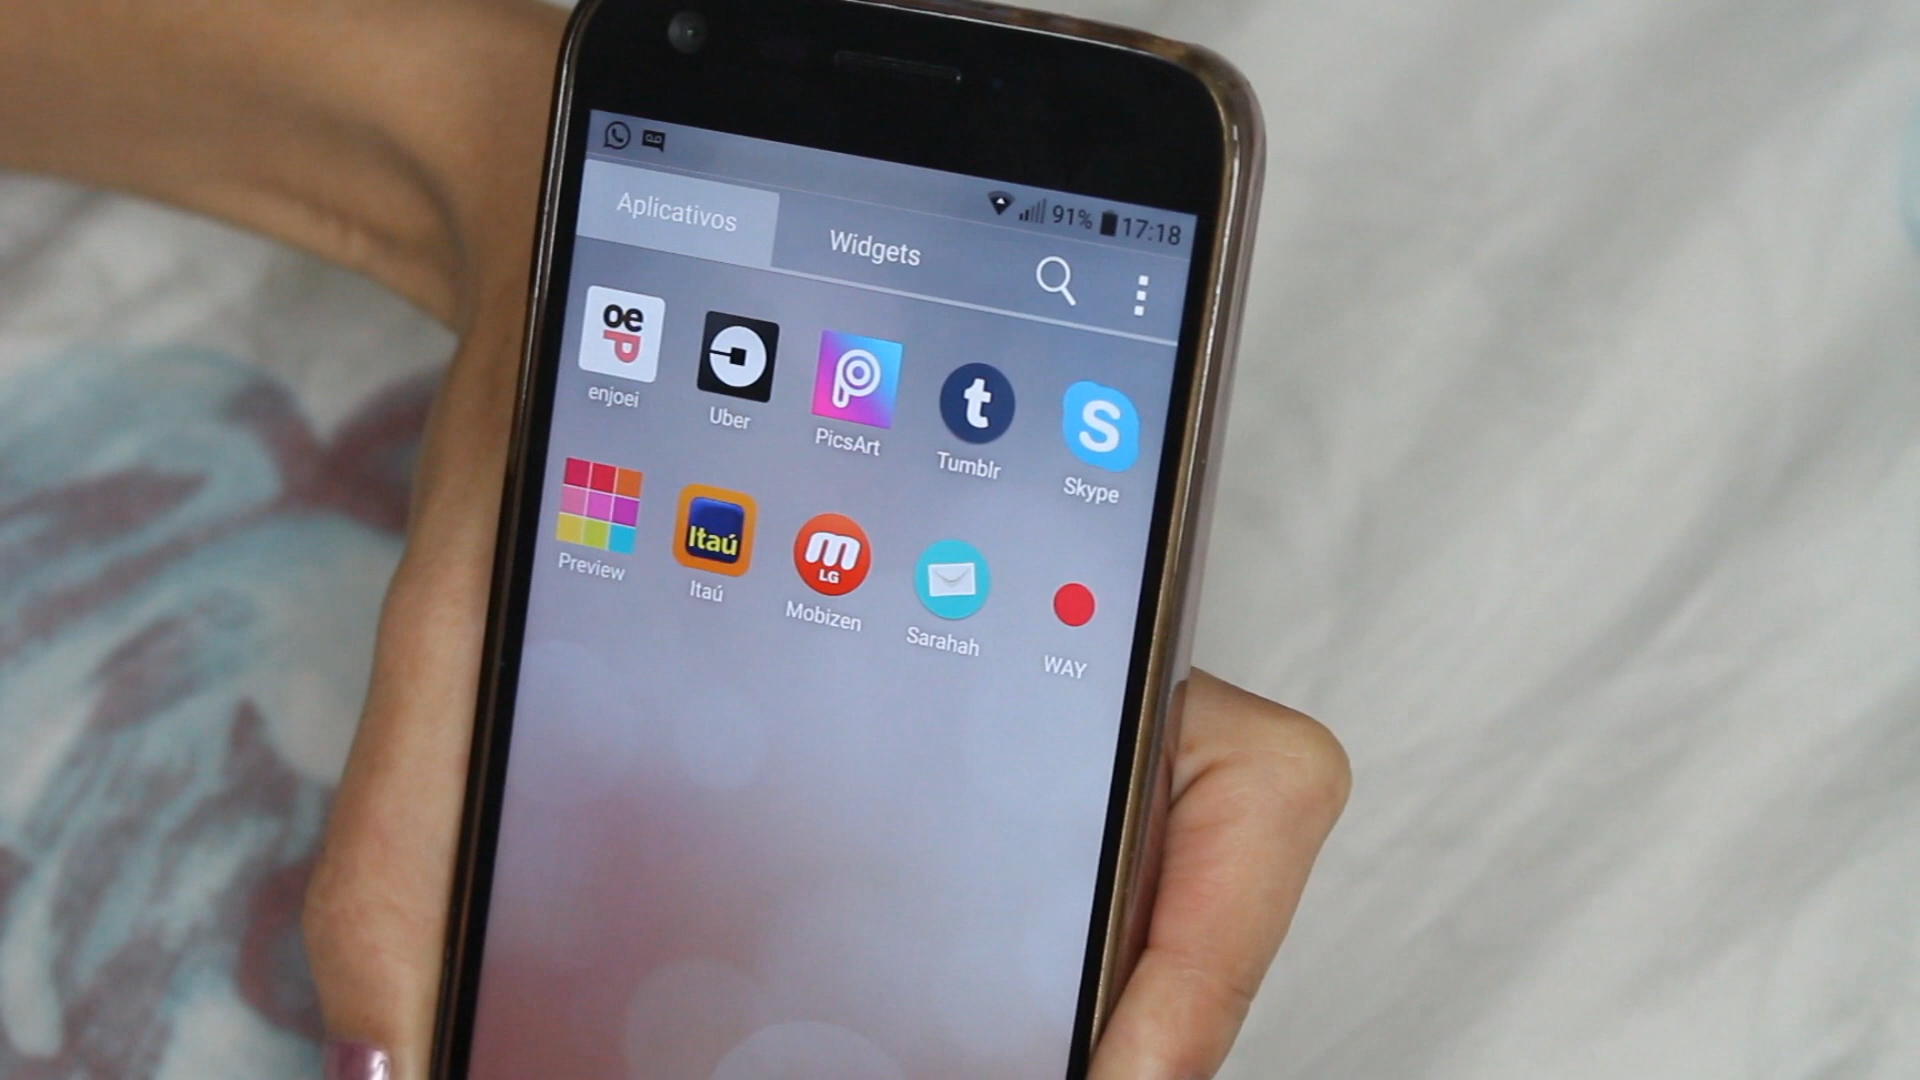 91% 17:18
Aplicativos Widgets
oe
p
enjoei Uber PicsArt Tumblr Skype
t
S
Itaú
m
LG
Preview Itaú Mobizen Sarahah WAY